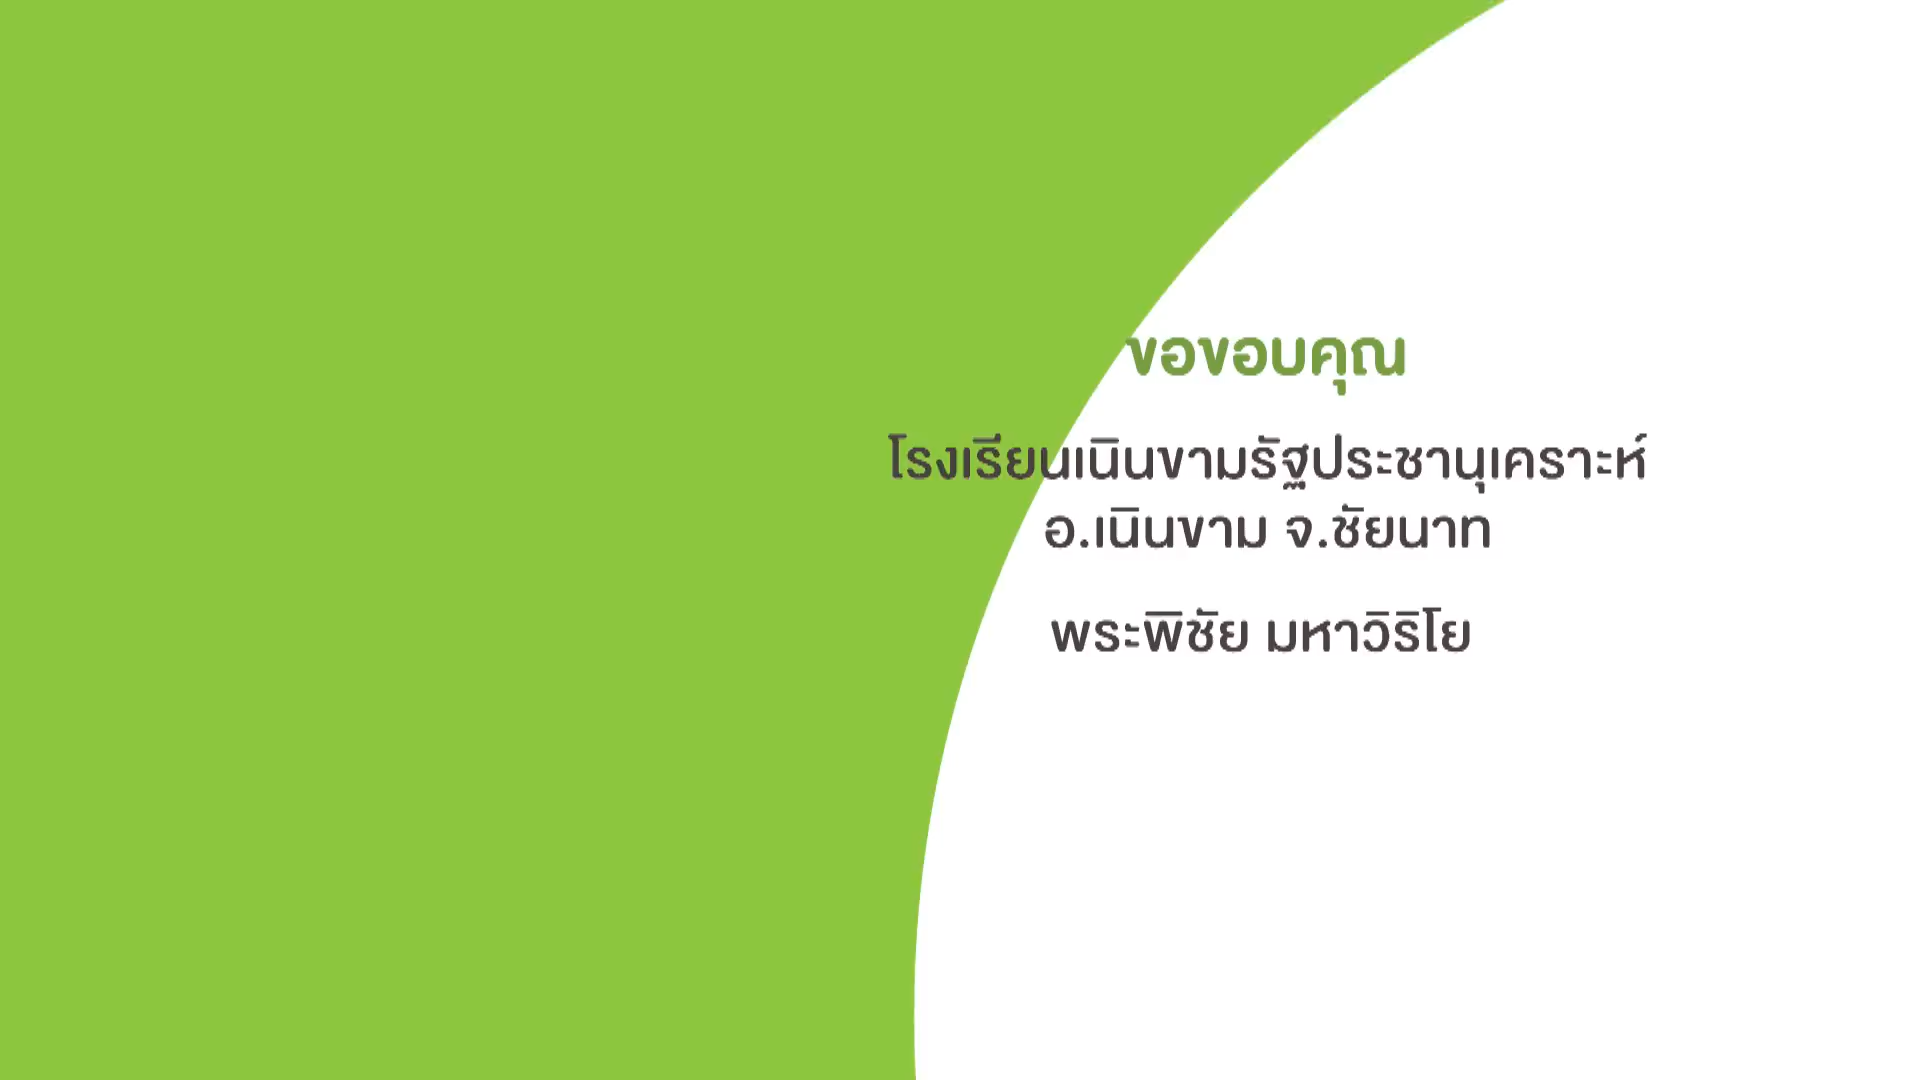 ขอขอบคุณ
โรงเรียนเนินขามรัฐประชานุเคราะห์
อ.เนินขาม จ.ชัยนาท
พระพิชัย มหาวิริโย